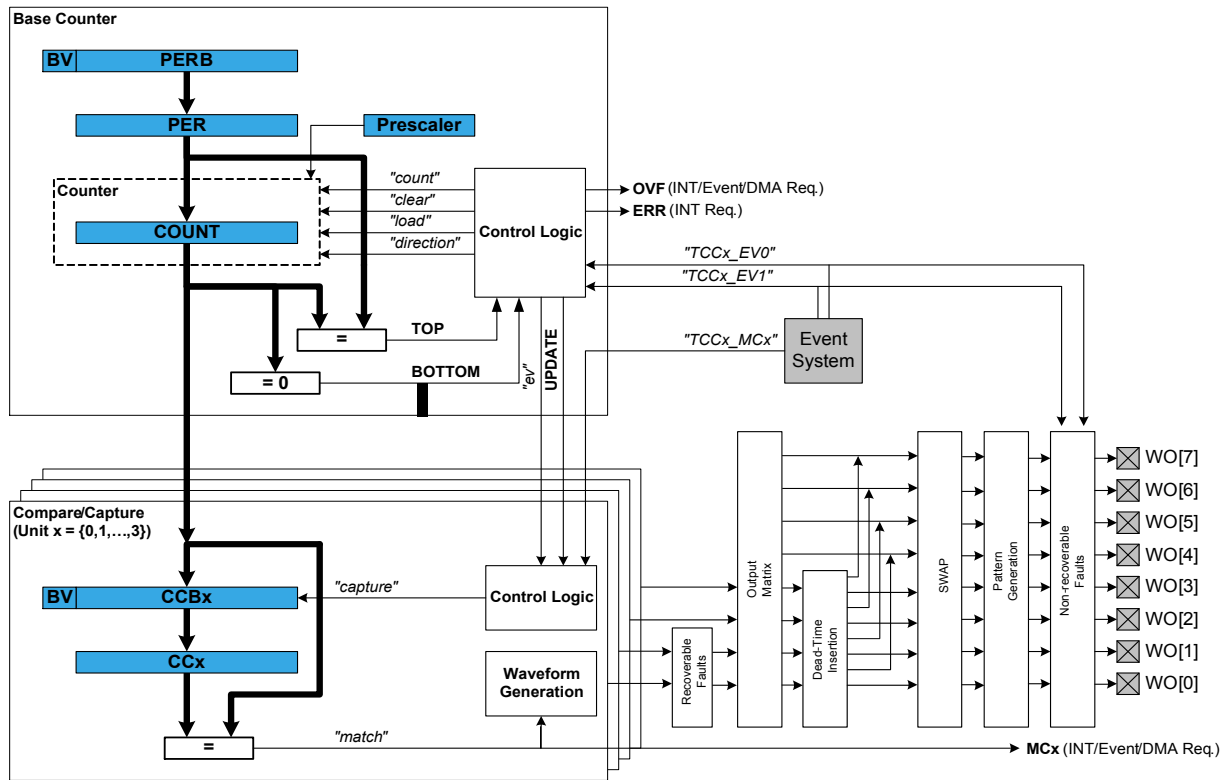 Base Counter
BV
PERB
PER
Prescaler
Counter
COUNT
"count"
"clear"
"load"
"direction"
Control Logic
OVF (INT/Event/DMA Req.)
ERR (INT Req.)
"TCCx_EV0"
"TCCx_EV1"
"TCCx_MCx"
Event
System
=
TOP
= 0
BOTTOM
"ev"
UPDATE
Compare/Capture
(Unit x = {0,1,…,3})
BV
CCBx
"capture"
Control Logic
CCx
Waveform
Generation
=
"match"
Recoverable
Faults
Output
Matrix
Dead-Time
Insertion
SWAP
Pattern
Generation
Non-recoverable
Faults
WO[7]
WO[6]
WO[5]
WO[4]
WO[3]
WO[2]
WO[1]
WO[0]
MCx (INT/Event/DMA Req.)